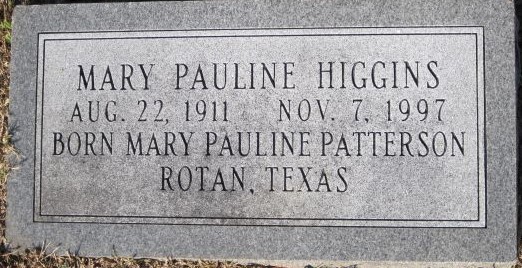 MARY PAULINE HIGGINS
AUG. 22, 1911 NOV. 7, 1997
BORN MARY PAULINE PATTERSON
ROTAN, TEXAS